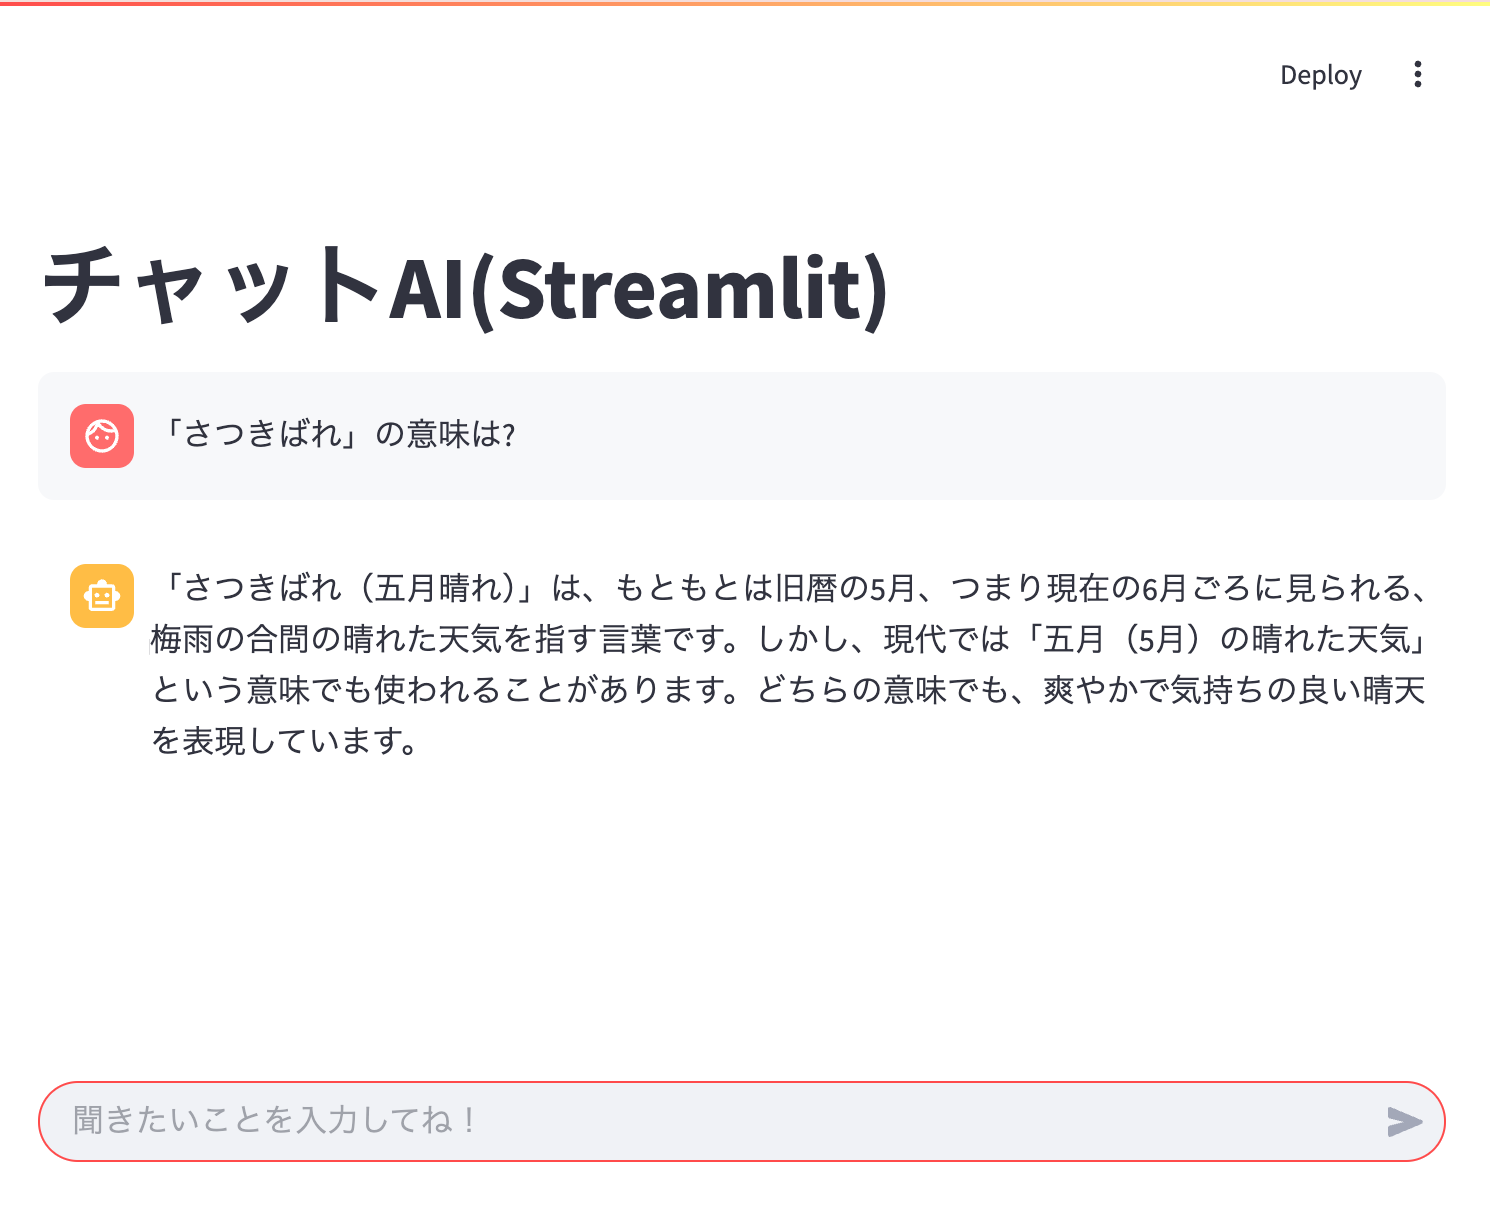 Deploy
チャットAI(Streamlit)
「さつきばれ」の意味は?
「さつきばれ（五月晴れ）」は、もともとは旧暦の5月、つまり現在の6月ごろに見られる、
梅雨の合間の晴れた天気を指す言葉です。しかし、現代では「五月（5月）の晴れた天気」
という意味でも使われることがあります。どちらの意味でも、爽やかで気持ちの良い晴天
を表現しています。
聞きたいことを入力してね！